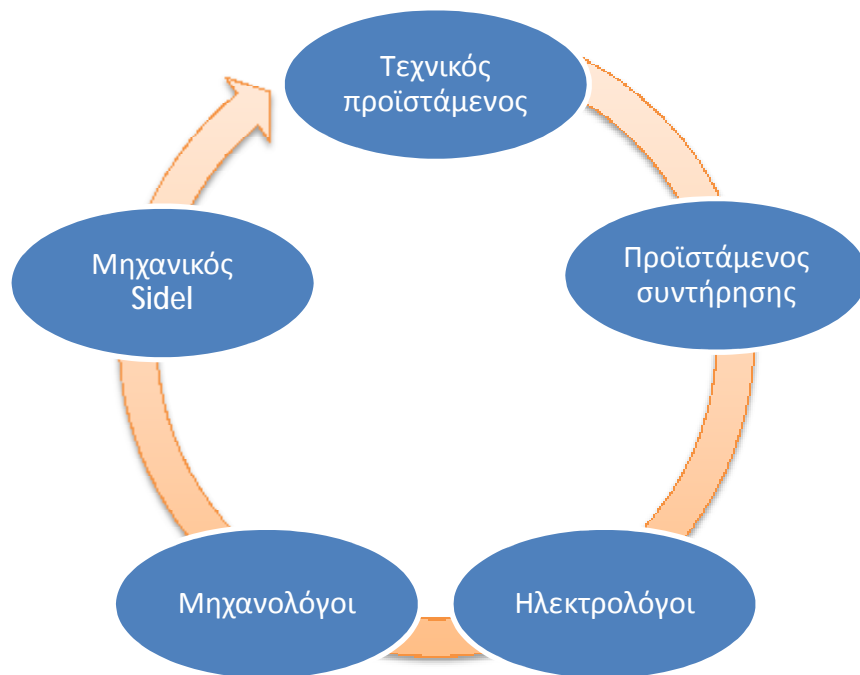 Τεχνικός
προϊστάμενος
Προϊστάμενος
συντήρησης
Ηλεκτρολόγοι
Μηχανολόγοι
Μηχανικός
Sidel